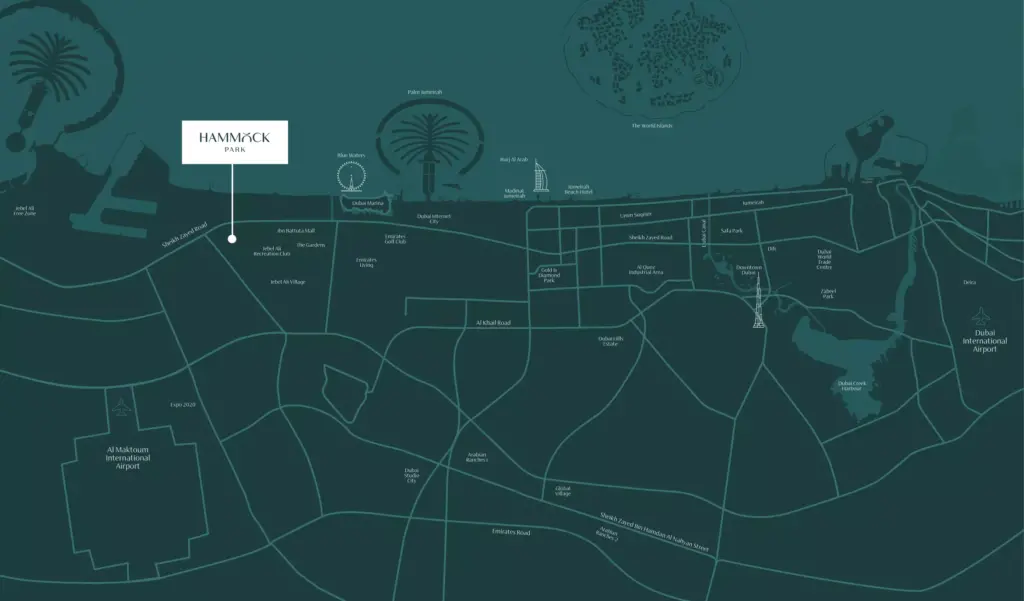 Palm Jumeirah
The World Islands
HAMMOCK
PARK
Blue Waters
Burj Al Arab
Madinat
Jumeirah
Jumeirah
Beach Hotel
Jebel Ali
Free Zone
Dubai Marina
Dubai Internet
City
Umm Suqeim
Jumeirah
Sheikh Zayed Road
Ibn Battuta Mall
Jebel Ali
Recreation Club
The Gardens
Emirates
Golf Club
Emirates
Living
Sheikh Zayed Road
Dubai Canal
Safa Park
Difc
Dubai
World
Trade
Centre
Jebel Ali Village
Gold &
Diamond
Park
Al Quoz
Industrial Area
Downtown
Dubai
Zabeel
Park
Deira
Al Khail Road
Dubai Hills
Estate
Dubai
International
Airport
Dubai Creek
Harbour
Expo 2020
Al Maktoum
International
Airport
Dubai
Studio
City
Arabian
Ranches
Global
Village
Sheikh Zayed Bin Hamdan Al Nahyan Street
Emirates Road
Arabian
Ranches 2